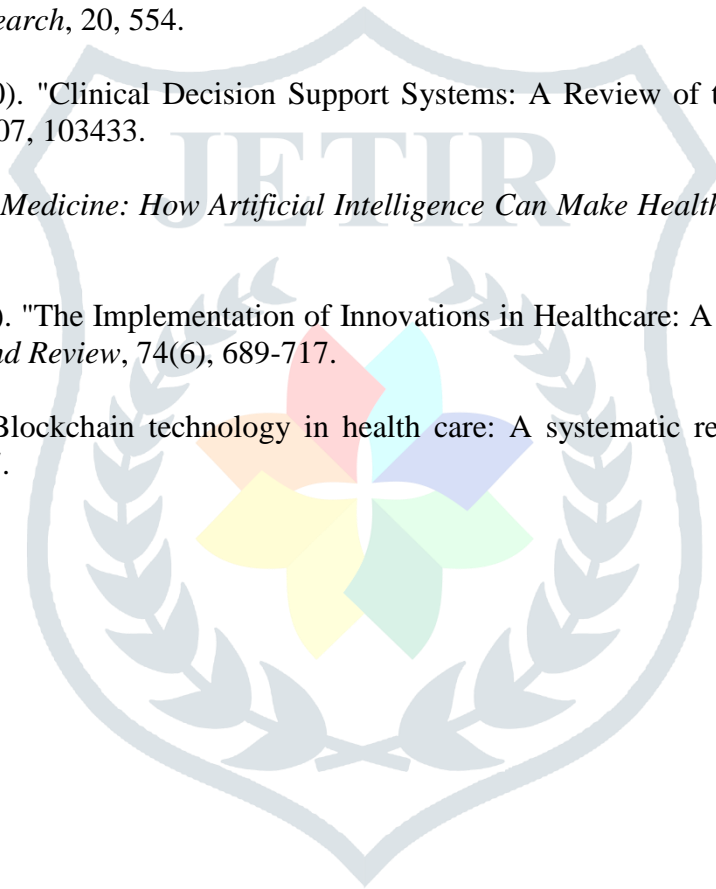 earch, 20, 554.
0). "Clinical Decision Support Systems: A Review of t
07, 103433.
JETIR
Medicine: How Artificial Intelligence Can Make Health
). "The Implementation of Innovations in Healthcare: A
nd Review, 74(6), 689-717.
Blockchain technology in health care: A systematic re
.